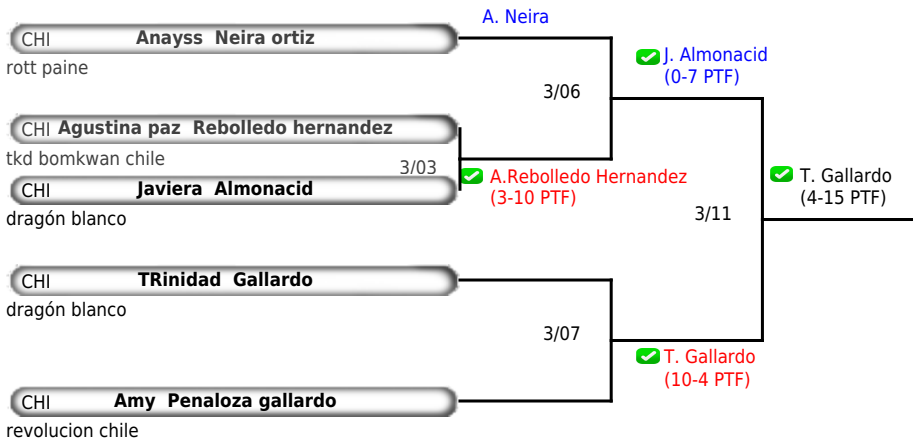 A. Neira
CHI Anayss Neira ortiz
rott paine
J. Almonacid
(0-7 PTF)
3/06
CHI Agustina paz Rebolledo hernandez
tkd bomkwan chile
3/03
A.Rebolledo Hernandez
(3-10 PTF)
T. Gallardo
(4-15 PTF)
CHI Javiera Almonacid
dragón blanco
3/11
CHI TRinidad Gallardo
dragón blanco
3/07
T. Gallardo
(10-4 PTF)
CHI Amy Penaloza gallardo
revolucion chile